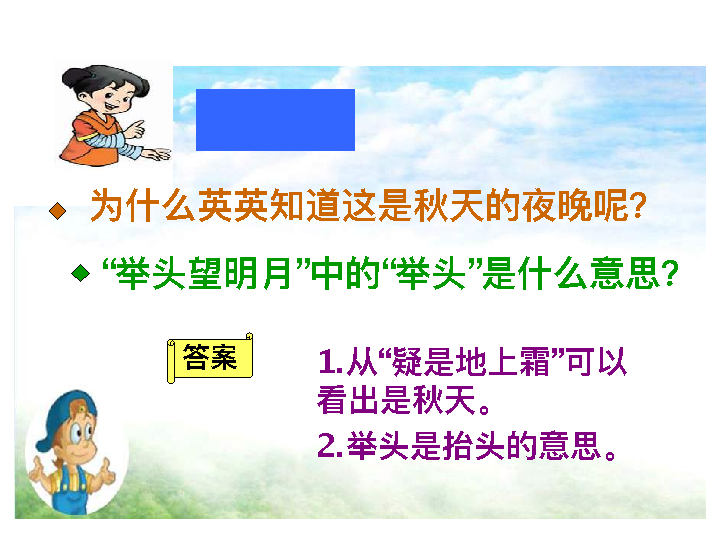 为什么英英知道这是秋天的夜晚呢?
“举头望明月”中的“举头”是什么意思?
答案
1.从“疑是地上霜”可以
看出是秋天。
2.举头是抬头的意思。